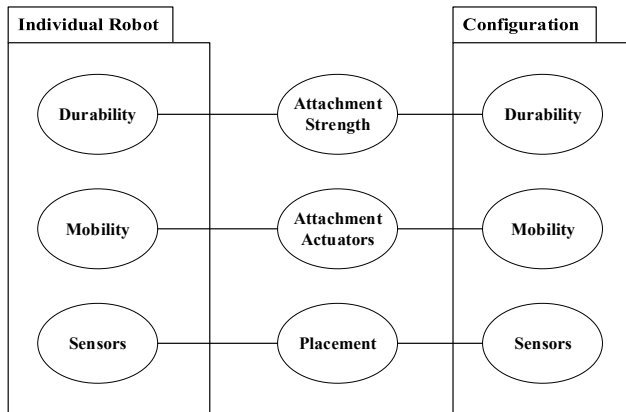 Individual Robot
Configuration
Durability
Attachment
Strength
Durability
Mobility
Attachment
Actuators
Mobility
Sensors
Placement
Sensors